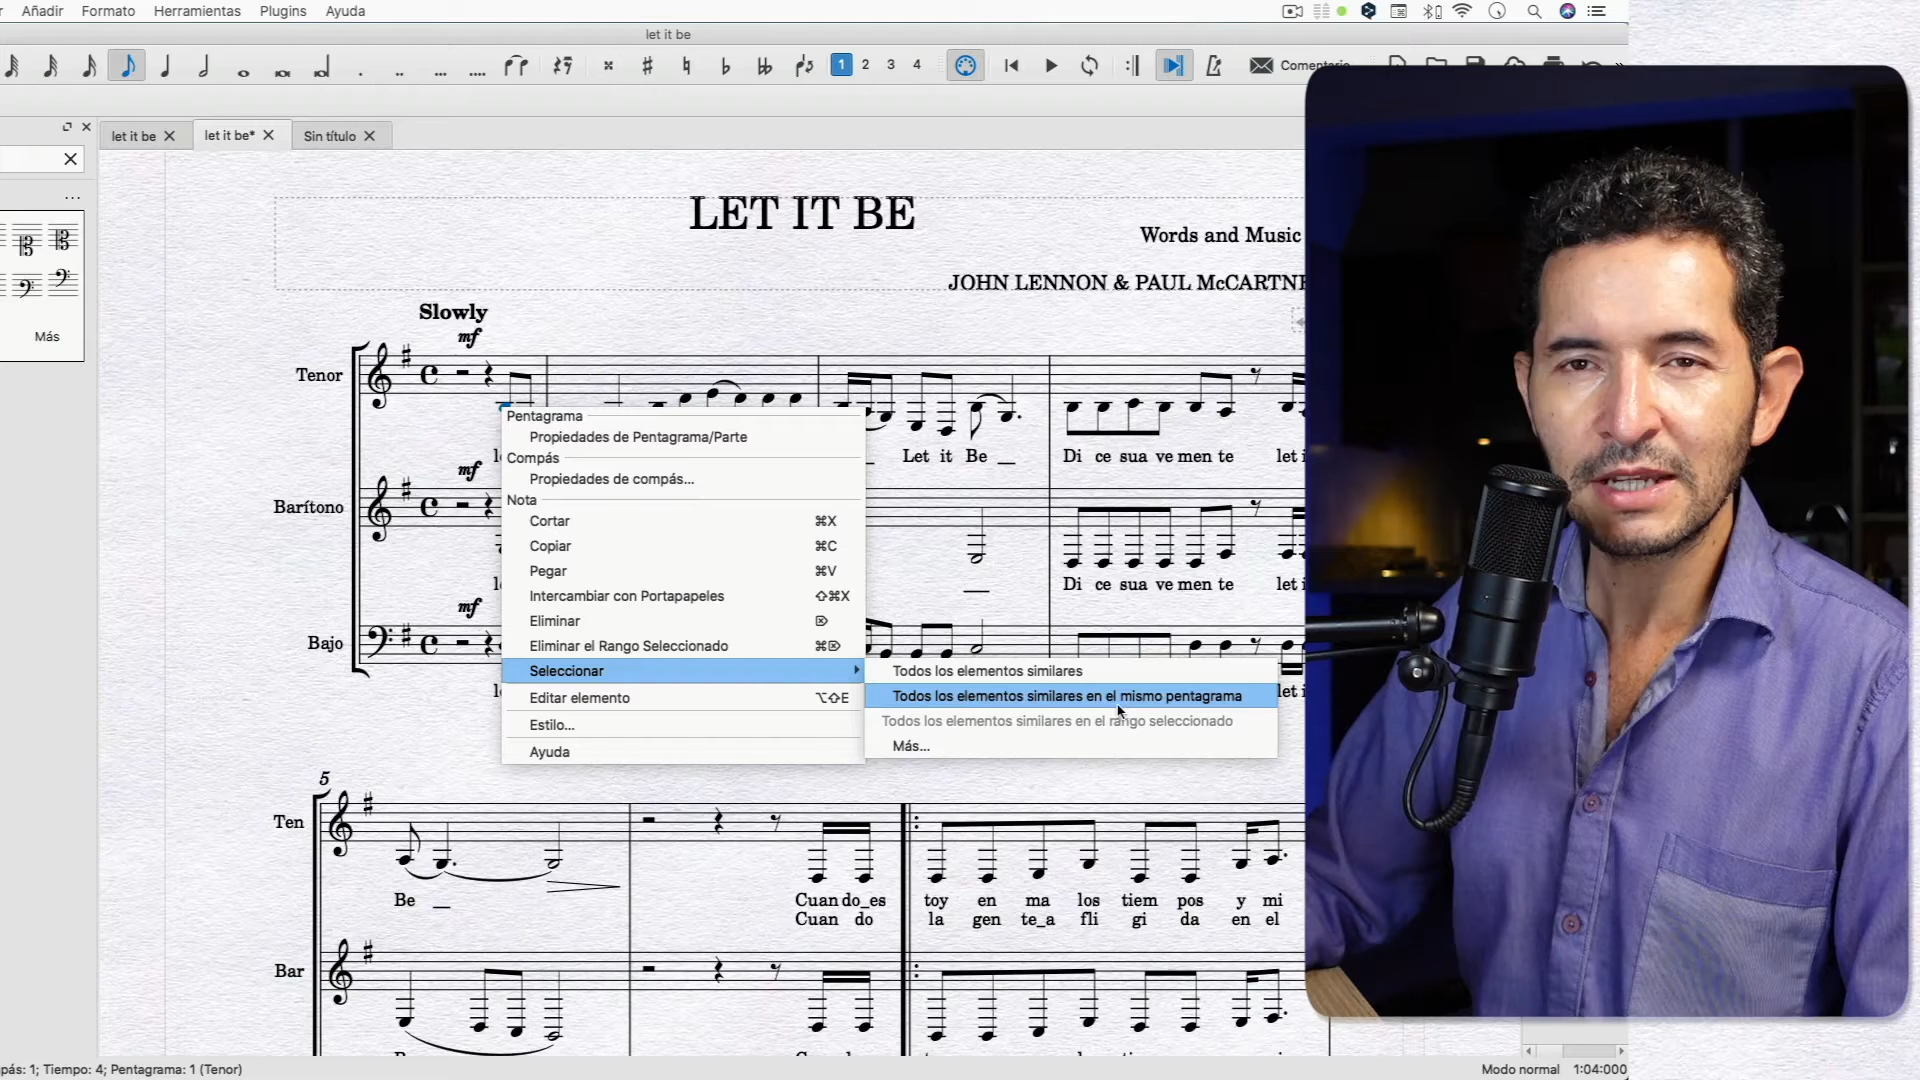 Añadir Formato Herramientas Plugins Ayuda
let it be
1 2 3 4 Comentario
let it be let it be* Sin título
Más
LET IT BE
Words and Music
JOHN LENNON & PAUL McCARTNE
Slowly
mf
Tenor
Let it Be __ Di ce sua ve men te let i
mf
Barítono
Di ce sua ve men te let i
mf
Bajo
let i
Pentagrama
Propiedades de Pentagrama/Parte
Compás
Propiedades de compás...
Nota
Cortar ⌘X
Copiar ⌘C
Pegar ⌘V
Intercambiar con Portapapeles ⇧⌘X
Eliminar ⌦
Eliminar el Rango Seleccionado ⌘⌦
Seleccionar
Editar elemento ⌥⇧E
Estilo...
Ayuda
Todos los elementos similares
Todos los elementos similares en el mismo pentagrama
Todos los elementos similares en el rango seleccionado
Más...
5
Ten
Be __ Cuan do_es toy en ma los tiem pos y mi
Cuan do la gen te_a fli gi da en el
Bar
pás: 1; Tiempo: 4; Pentagrama: 1 (Tenor)
Modo normal 1:04:000